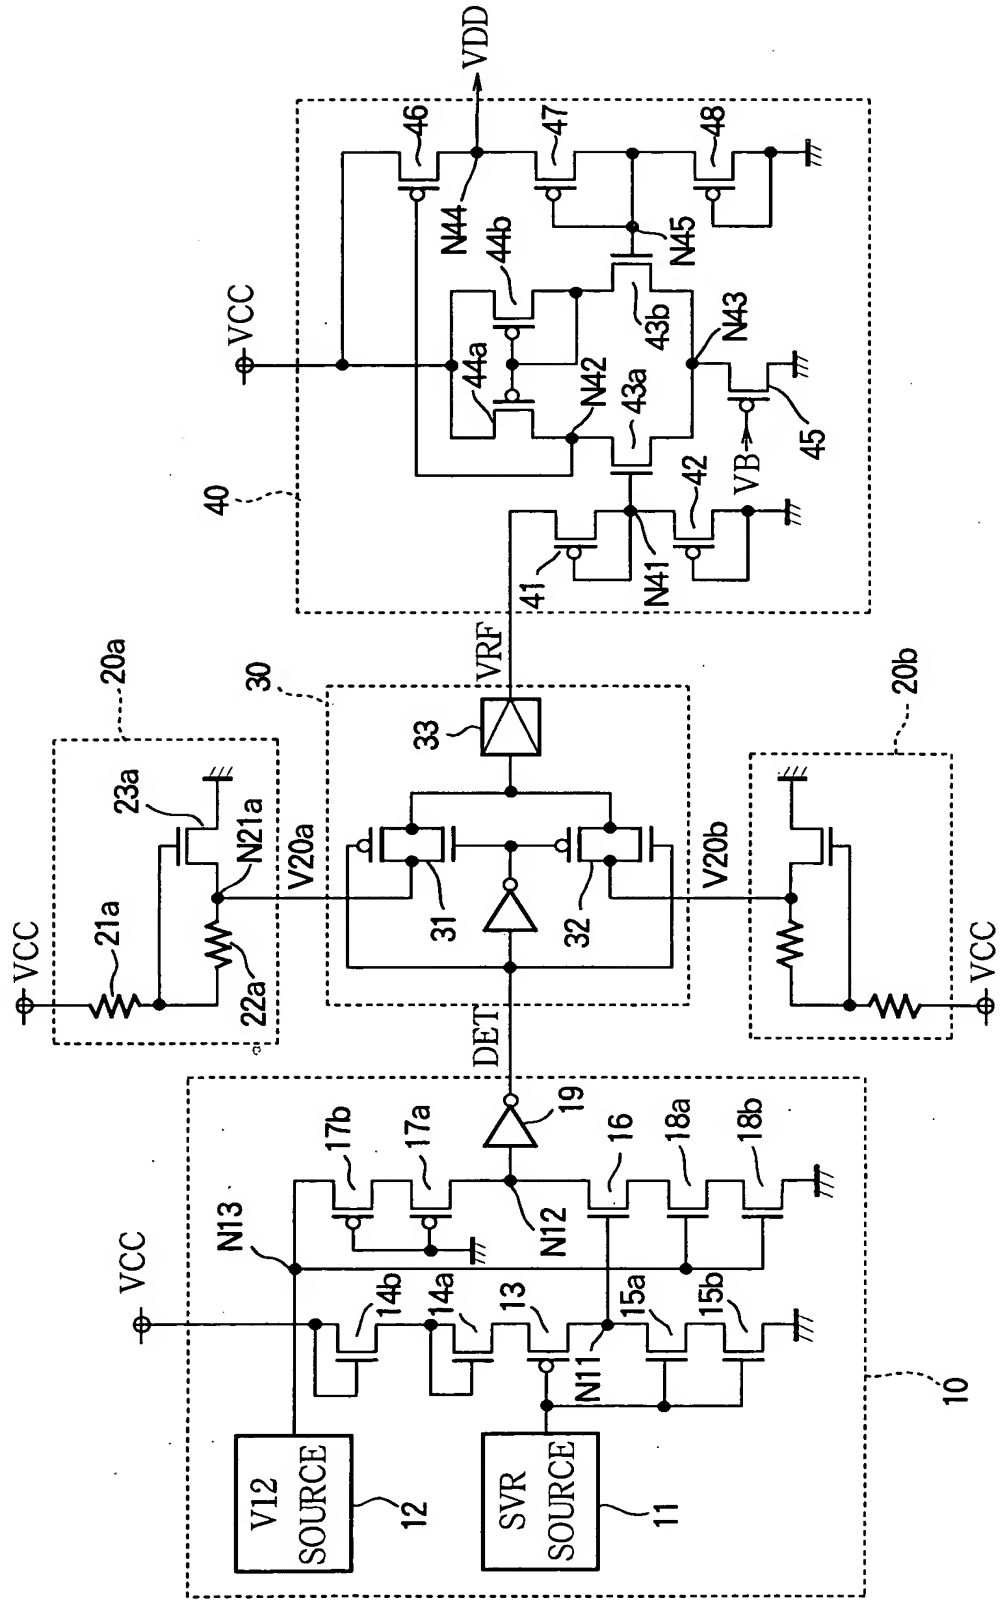 VCC
N13
V12
SOURCE
12
SVR
SOURCE
11
14b
14a
13
N11
15a
15b
17b
17a
N12
16
18a
18b
19
10
DET
VCC
21a
22a
23a
N21a
20a
V20a
30
31
32
33
V20b
20b
VCC
VRF
40
VCC
41
N41
42
44a
44b
N42
43a
43b
N43
VB
45
N44
46
47
N45
48
VDD